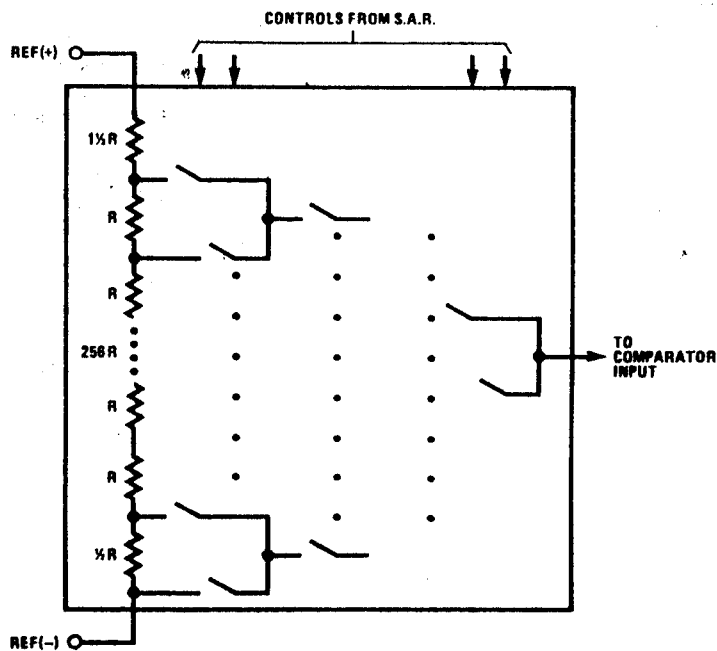 CONTROLS FROM S.A.R.
REF(+)
1½R
R
R
256R
R
R
½R
TO
COMPARATOR
INPUT
REF(−)